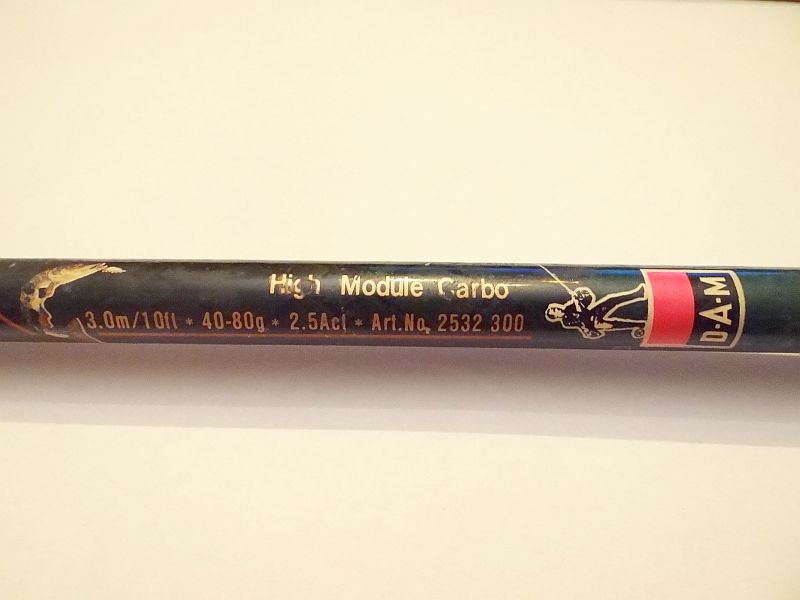 High Module Carbo
3.0m/10ft * 40-80g * 2.5Act * Art.No. 2532 300
D·A·M